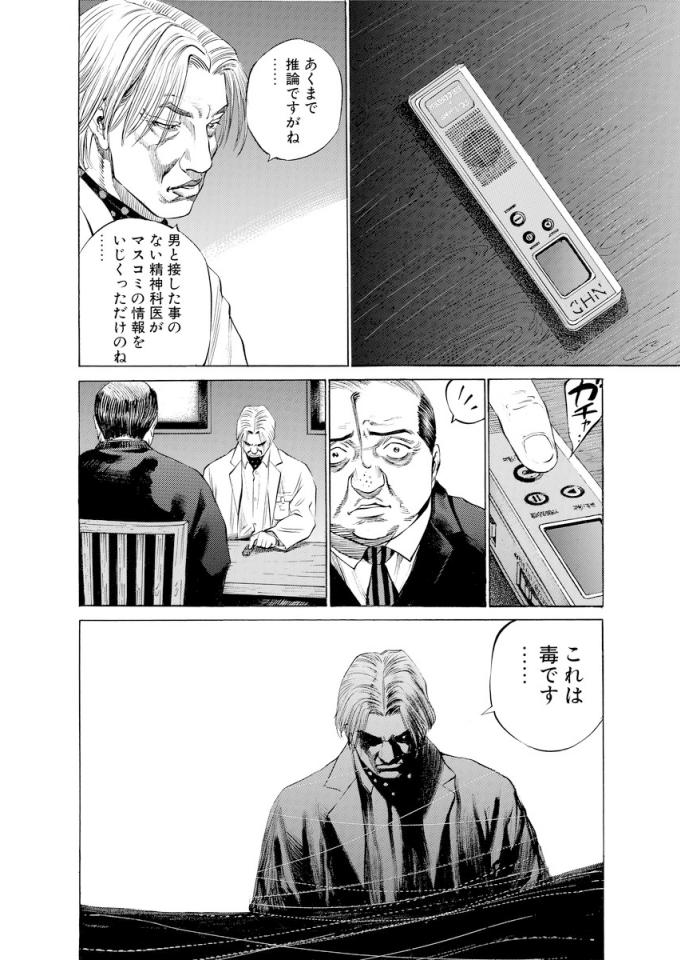 NHG
あくまで
推論ですがね
……
男と接した事の
ない精神科医が
マスコミの情報を
いじくっただけのね
……
ガチャ
これは
毒です
……